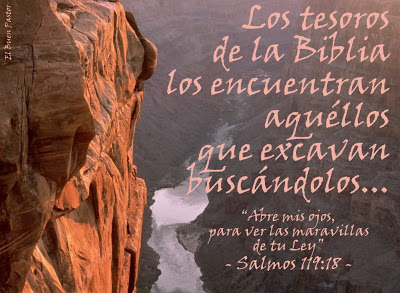 El Buen Pastor
Los tesoros
de la Biblia
los encuentran
aquéllos
que excavan
buscándolos...
"Abre mis ojos,
para ver las maravillas
de tu Ley"
- Salmos 119:18 -